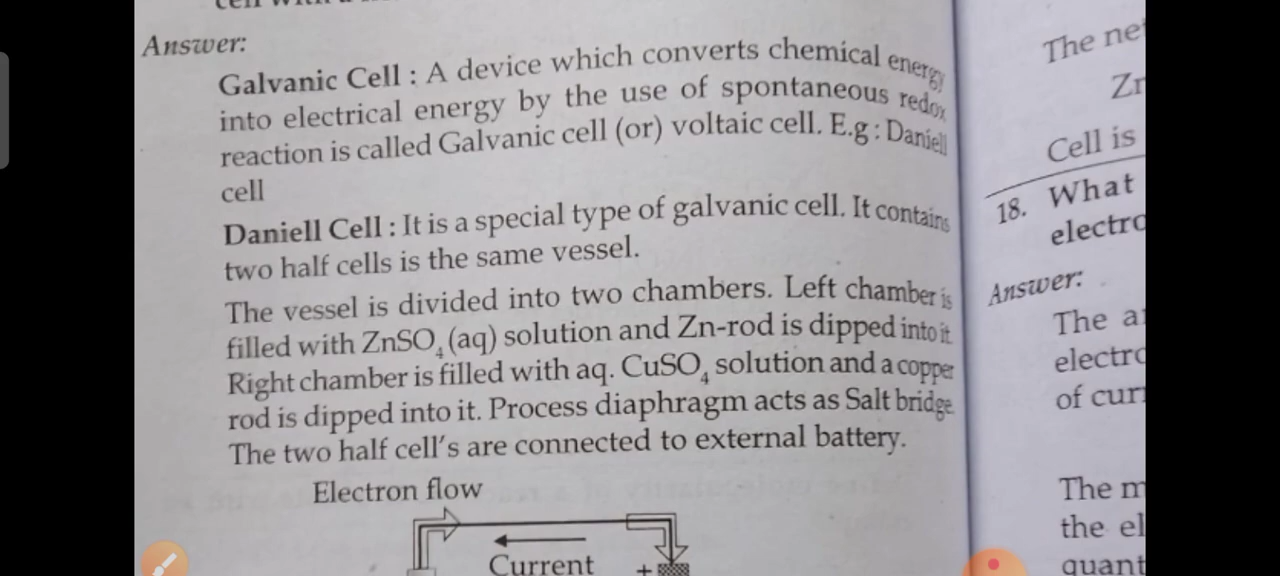 Answer:
Galvanic Cell : A device which converts chemical energy
into electrical energy by the use of spontaneous redox
reaction is called Galvanic cell (or) voltaic cell. E.g : Daniell
cell
Daniell Cell : It is a special type of galvanic cell. It contains
two half cells is the same vessel.
The vessel is divided into two chambers. Left chamber is
filled with ZnSO₄ (aq) solution and Zn-rod is dipped into it.
Right chamber is filled with aq. CuSO₄ solution and a copper
rod is dipped into it. Process diaphragm acts as Salt bridge.
The two half cell's are connected to external battery.
Electron flow
Current
+
The
Zn
Cell is
18. What
Answer:
The
of
The
the